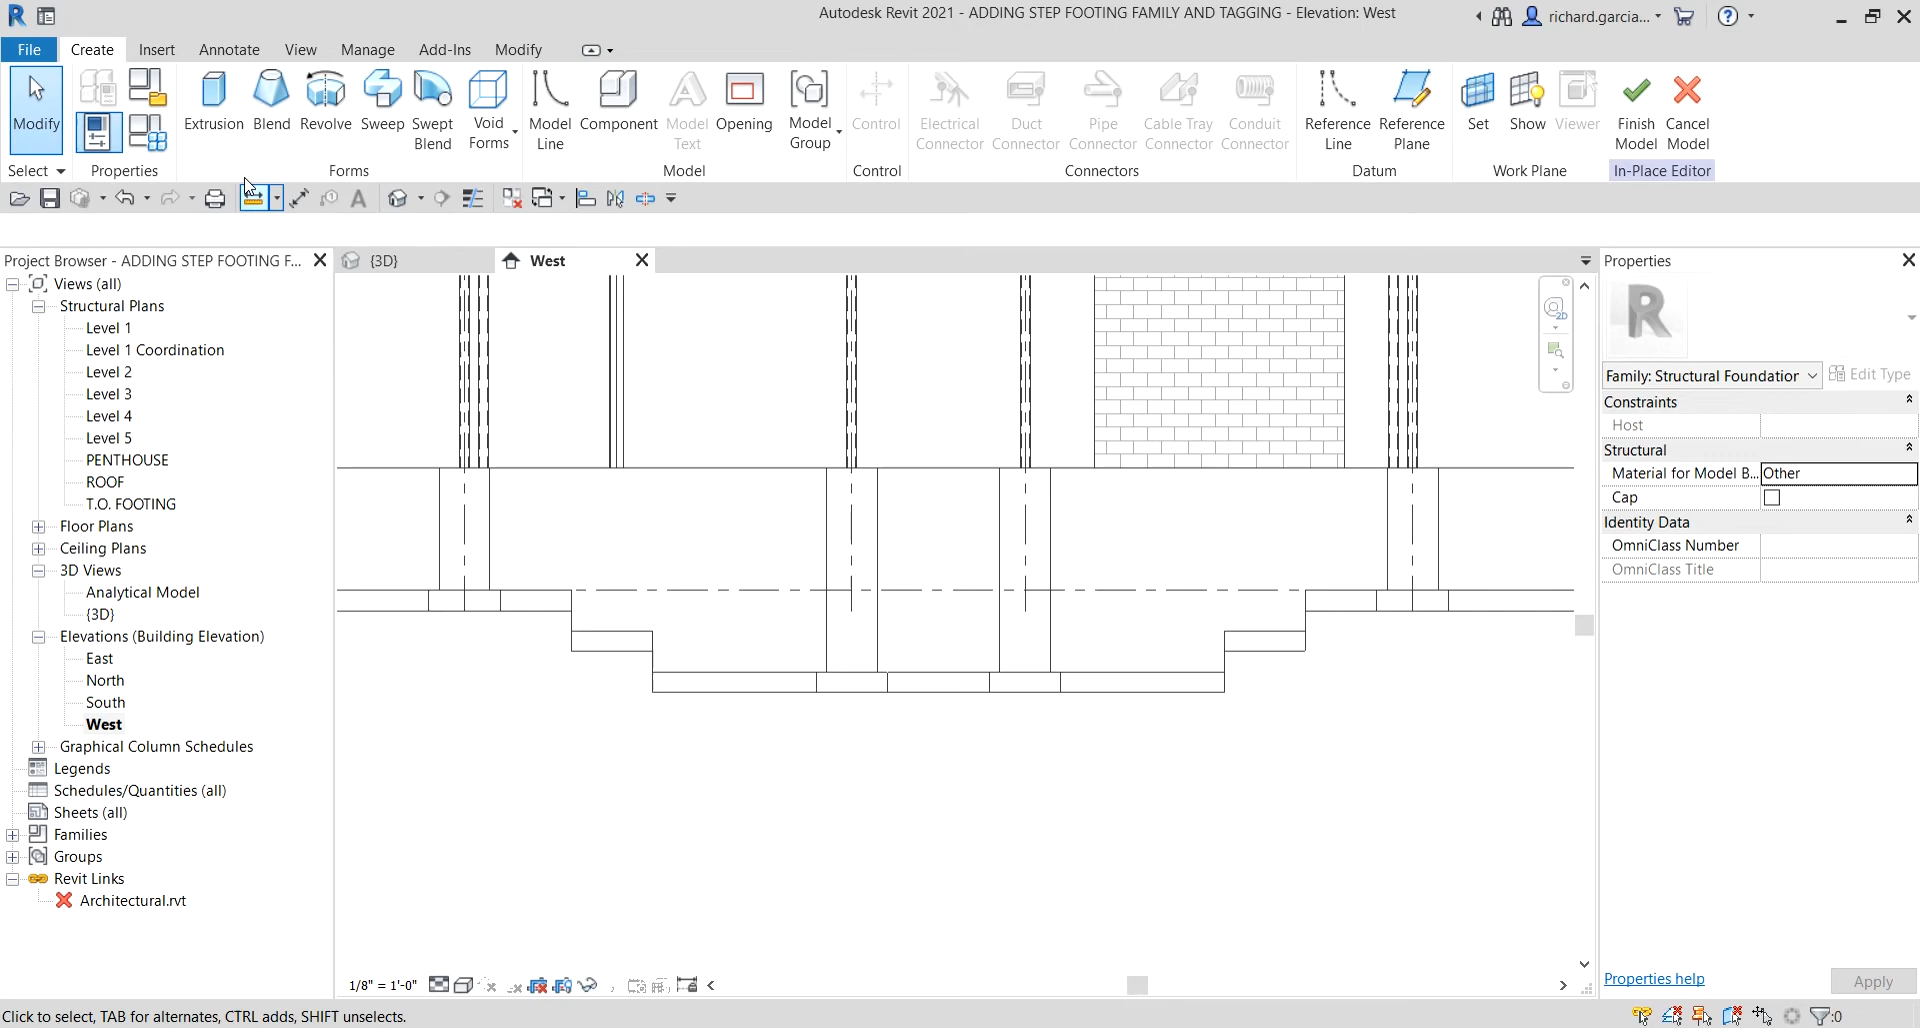 Autodesk Revit 2021 - ADDING STEP FOOTING FAMILY AND TAGGING - Elevation: West
richard.garcia...
File Create Insert Annotate View Manage Add-Ins Modify
Modify
Extrusion Blend Revolve Sweep Swept Blend Void Forms
Model Line Component Model Text Opening Model Group
Control
Electrical Connector Duct Connector Pipe Connector Cable Tray Connector Conduit Connector
Reference Line Reference Plane
Set Show Viewer
Finish Model Cancel Model
Select Properties Forms Model Control Connectors Datum Work Plane In-Place Editor
Project Browser - ADDING STEP FOOTING F...
{3D}
West
Properties
Views (all)
Structural Plans
Level 1
Level 1 Coordination
Level 2
Level 3
Level 4
Level 5
PENTHOUSE
ROOF
T.O. FOOTING
Floor Plans
Ceiling Plans
3D Views
Analytical Model
{3D}
Elevations (Building Elevation)
East
North
South
West
Graphical Column Schedules
Legends
Schedules/Quantities (all)
Sheets (all)
Families
Groups
Revit Links
Architectural.rvt
2D
Family: Structural Foundation
Edit Type
Constraints
Host
Structural
Material for Model B... Other
Cap
Identity Data
OmniClass Number
OmniClass Title
Properties help
Apply
1/8" = 1'-0"
Click to select, TAB for alternates, CTRL adds, SHIFT unselects.
:0